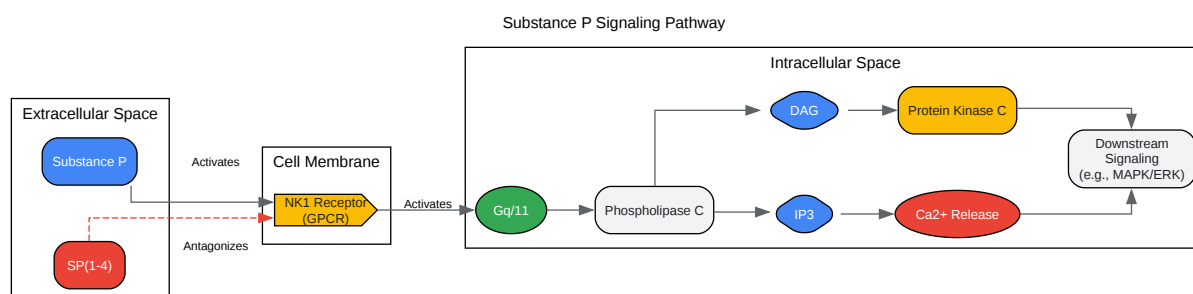 Substance P Signaling Pathway
Extracellular Space
Substance P
SP(1-4)
Activates
Antagonizes
Cell Membrane
NK1 Receptor
(GPCR)
Activates
Intracellular Space
Gq/11
Phospholipase C
DAG
Protein Kinase C
IP3
Ca2+ Release
Downstream
Signaling
(e.g., MAPK/ERK)